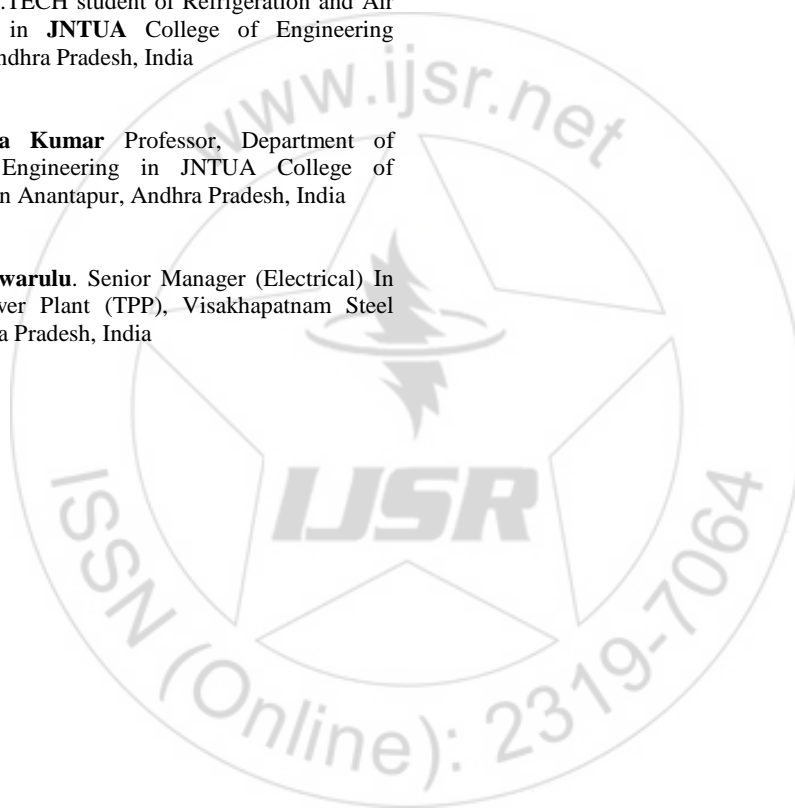 .TECH student of Refrigeration and Air
in JNTUA College of Engineering
ndhra Pradesh, India
a Kumar Professor, Department of
Engineering in JNTUA College of
n Anantapur, Andhra Pradesh, India
warulu. Senior Manager (Electrical) In
ver Plant (TPP), Visakhapatnam Steel
a Pradesh, India
www.ijsr.net
IJSR
ISSN (Online): 2319-7064